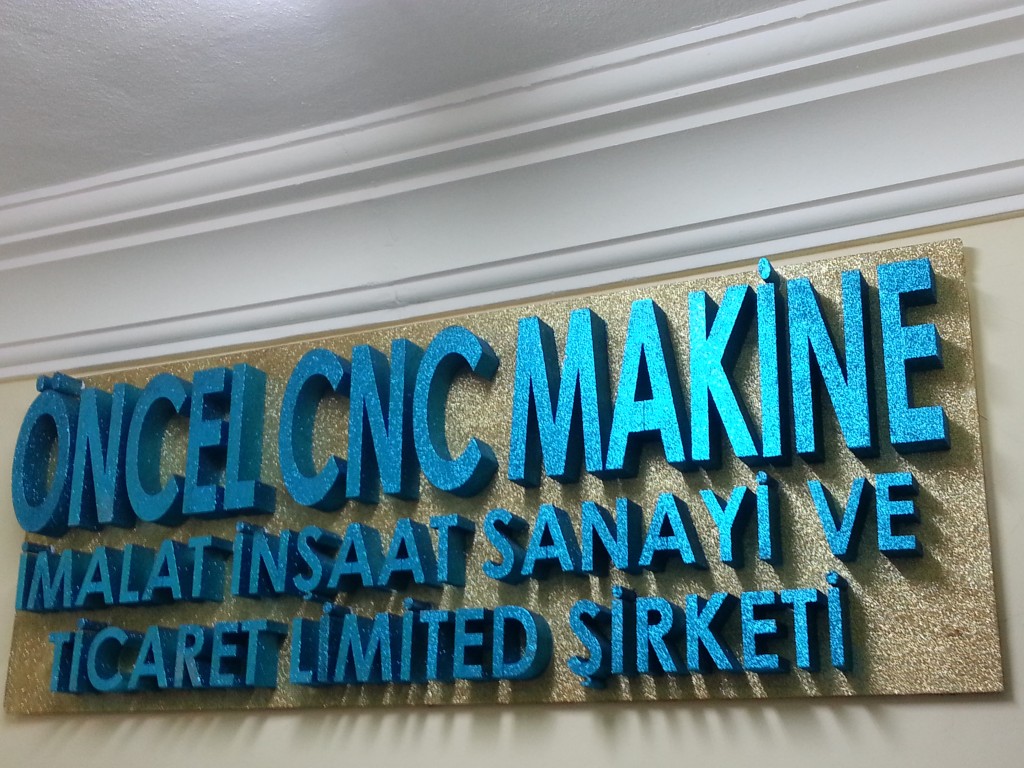 ÖNCEL CNC MAKİNE
İMALAT İNŞAAT SANAYİ VE
TİCARET LİMİTED ŞİRKETİ